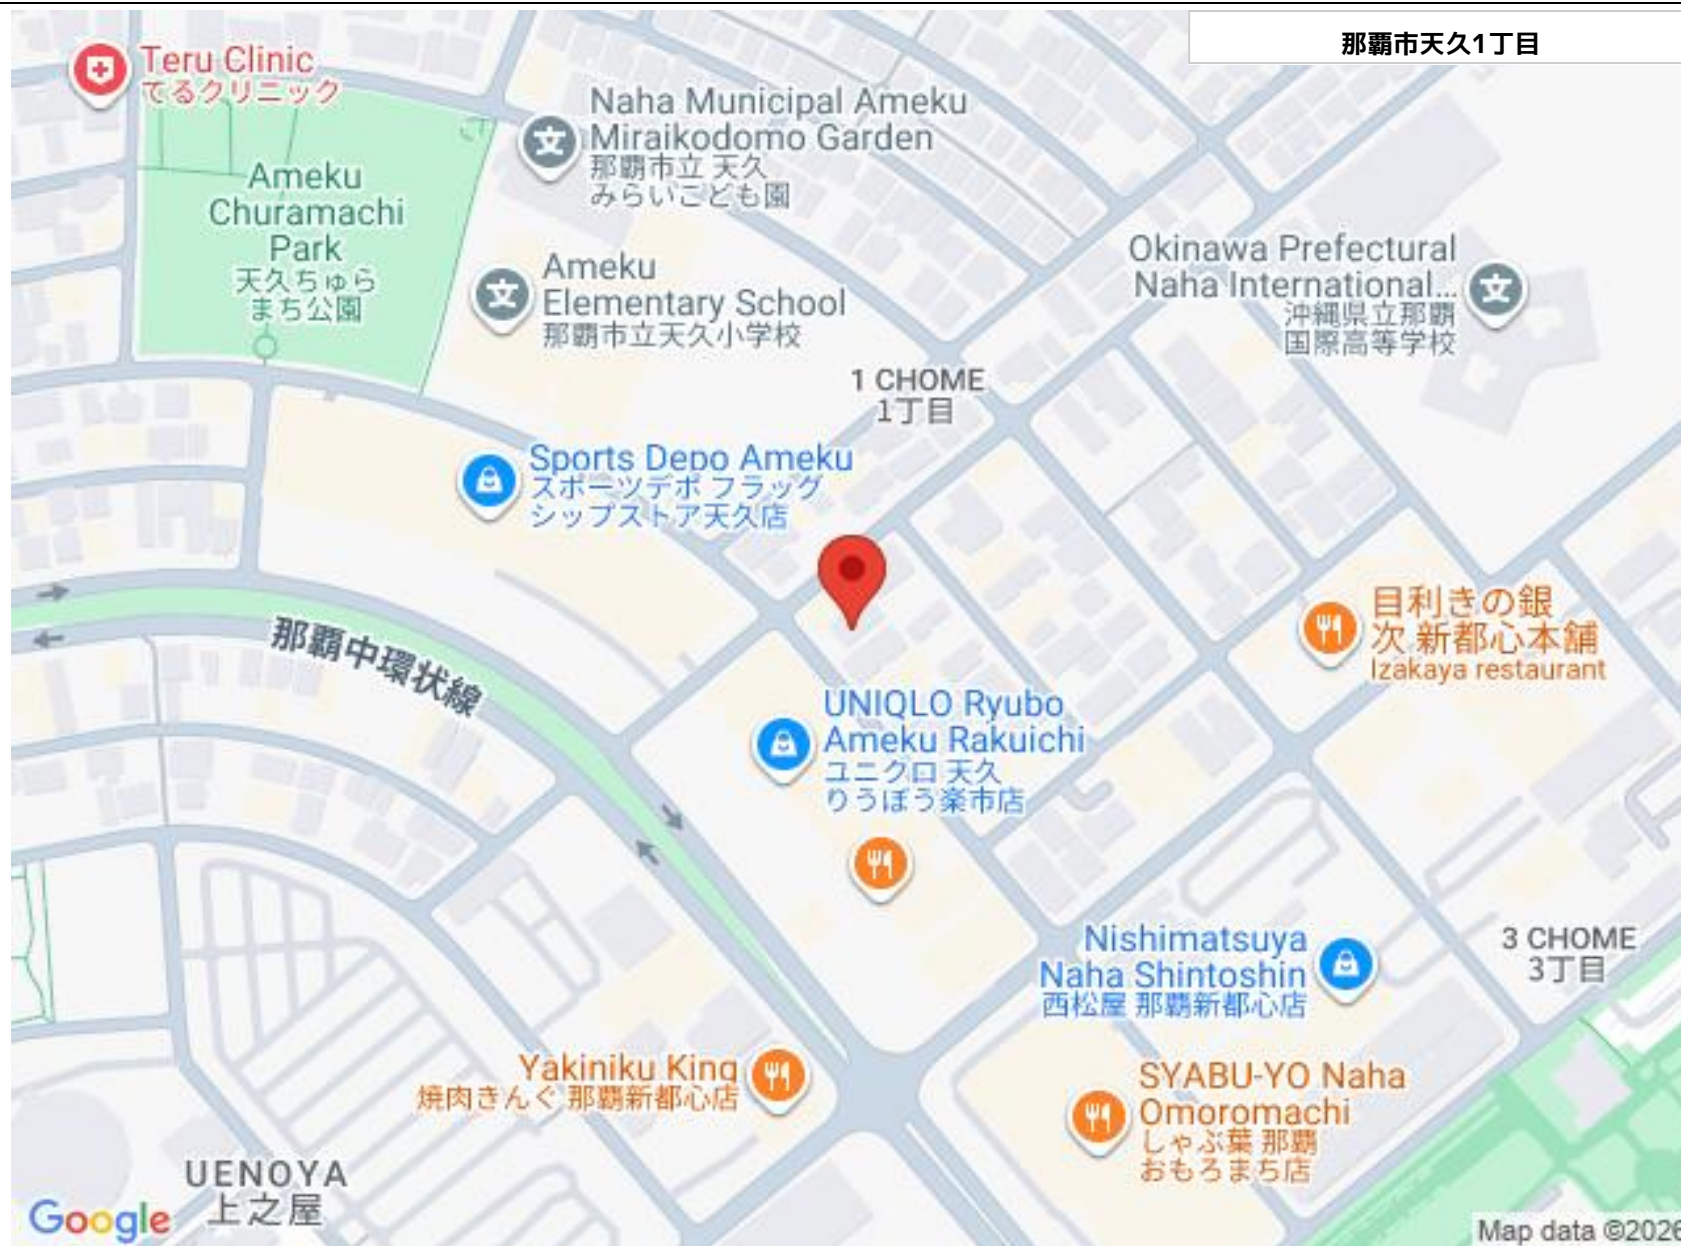 那覇市天久1丁目
Teru Clinic
てるクリニック
Naha Municipal Ameku
Miraikodomo Garden
那覇市立 天久
みらいこども園
Ameku
Churamachi
Park
天久ちゅら
まち公園
Okinawa Prefectural
Naha International...
沖縄県立那覇
国際高等学校
Ameku
Elementary School
那覇市立天久小学校
1 CHOME
1丁目
Sports Depo Ameku
スポーツデポ フラッグ
シップストア天久店
目利きの銀
次 新都心本舗
Izakaya restaurant
那覇中環状線
UNIQLO Ryubo
Ameku Rakuichi
ユニクロ 天久
りうぼう楽市店
Nishimatsuya
Naha Shintoshin
西松屋 那覇新都心店
3 CHOME
3丁目
Yakiniku King
焼肉きんぐ 那覇新都心店
SYABU-YO Naha
Omoromachi
しゃぶ葉 那覇
おもろまち店
UENOYA
上之屋
Google
Map data ©2026